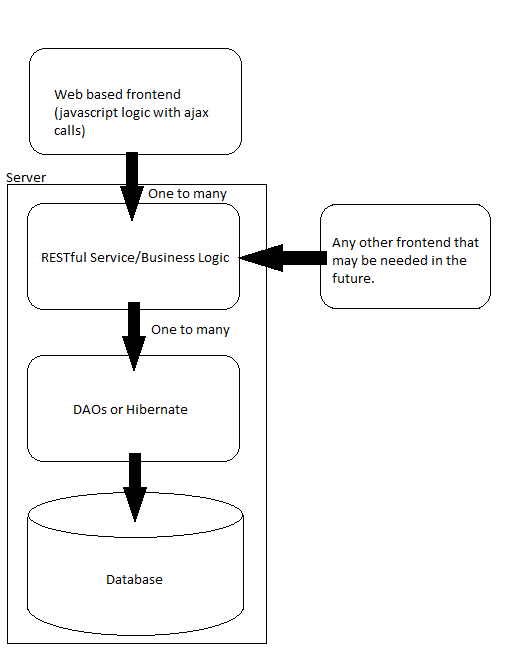 Web based frontend
(javascript logic with ajax
calls)
Server
One to many
RESTful Service/Business Logic
Any other frontend that
may be needed in the
future.
One to many
DAOs or Hibernate
Database